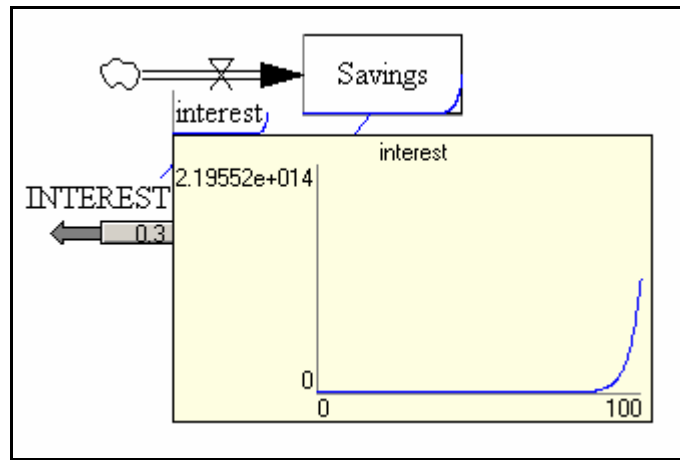 Savings
interest
interest
2.19552e+014
INTEREST
0.3
0
0 100